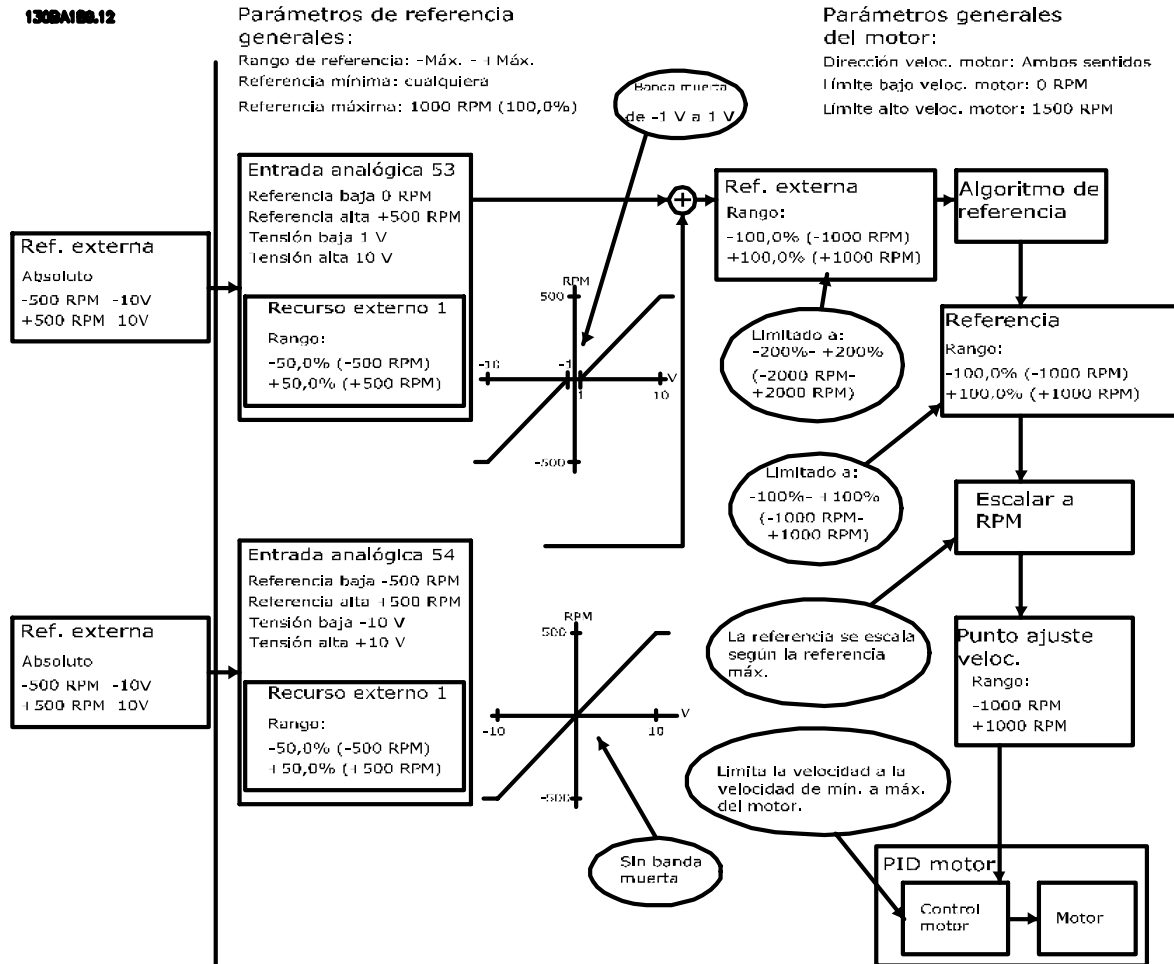 130BA188.12
Parámetros de referencia
generales:
Rango de referencia: -Máx. - +Máx.
Referencia mínima: cualquiera
Referencia máxima: 1000 RPM (100,0%)
Parámetros generales
del motor:
Dirección veloc. motor: Ambos sentidos
Límite bajo veloc. motor: 0 RPM
Límite alto veloc. motor: 1500 RPM
Banda muerta
de -1 V a 1 V
Ref. externa
Absoluto
-500 RPM -10V
+500 RPM 10V
Entrada analógica 53
Referencia baja 0 RPM
Referencia alta +500 RPM
Tensión baja 1 V
Tensión alta 10 V
Recurso externo 1
Rango:
-50,0% (-500 RPM)
+50,0% (+500 RPM)
RPM
500
-10
-1
1
10
V
-500
Ref. externa
Rango:
-100,0% (-1000 RPM)
+100,0% (+1000 RPM)
Algoritmo de
referencia
Limitado a:
-200%- +200%
(-2000 RPM-
+2000 RPM)
Referencia
Rango:
-100,0% (-1000 RPM)
+100,0% (+1000 RPM)
Limitado a:
-100%- +100%
(-1000 RPM-
+1000 RPM)
Escalar a
RPM
Ref. externa
Absoluto
-500 RPM -10V
+500 RPM 10V
Entrada analógica 54
Referencia baja -500 RPM
Referencia alta +500 RPM
Tensión baja -10 V
Tensión alta +10 V
Recurso externo 1
Rango:
-50,0% (-500 RPM)
+50,0% (+500 RPM)
RPM
500
-10
10
V
-500
Sin banda
muerta
La referencia se escala
según la referencia
máx.
Punto ajuste
veloc.
Rango:
-1000 RPM
+1000 RPM
Limita la velocidad a la
velocidad de mín. a máx.
del motor.
PID motor
Control
motor
Motor